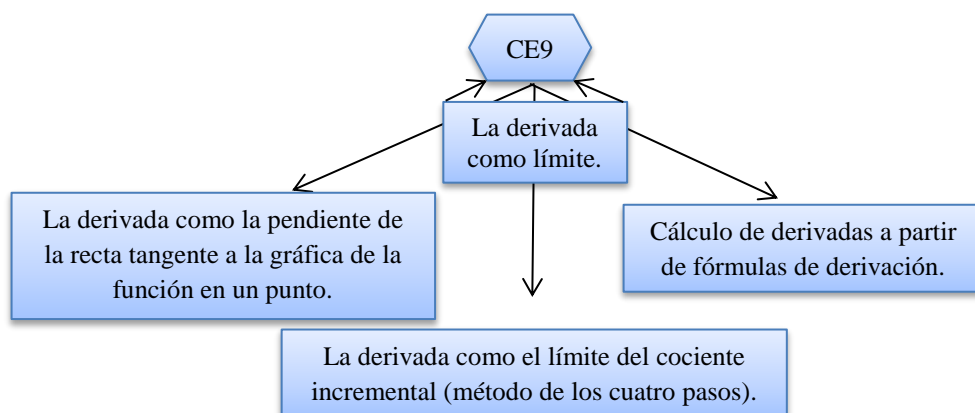 CE9
La derivada
como límite.
La derivada como la pendiente de
la recta tangente a la gráfica de la
función en un punto.
Cálculo de derivadas a partir
de fórmulas de derivación.
La derivada como el límite del cociente
incremental (método de los cuatro pasos).